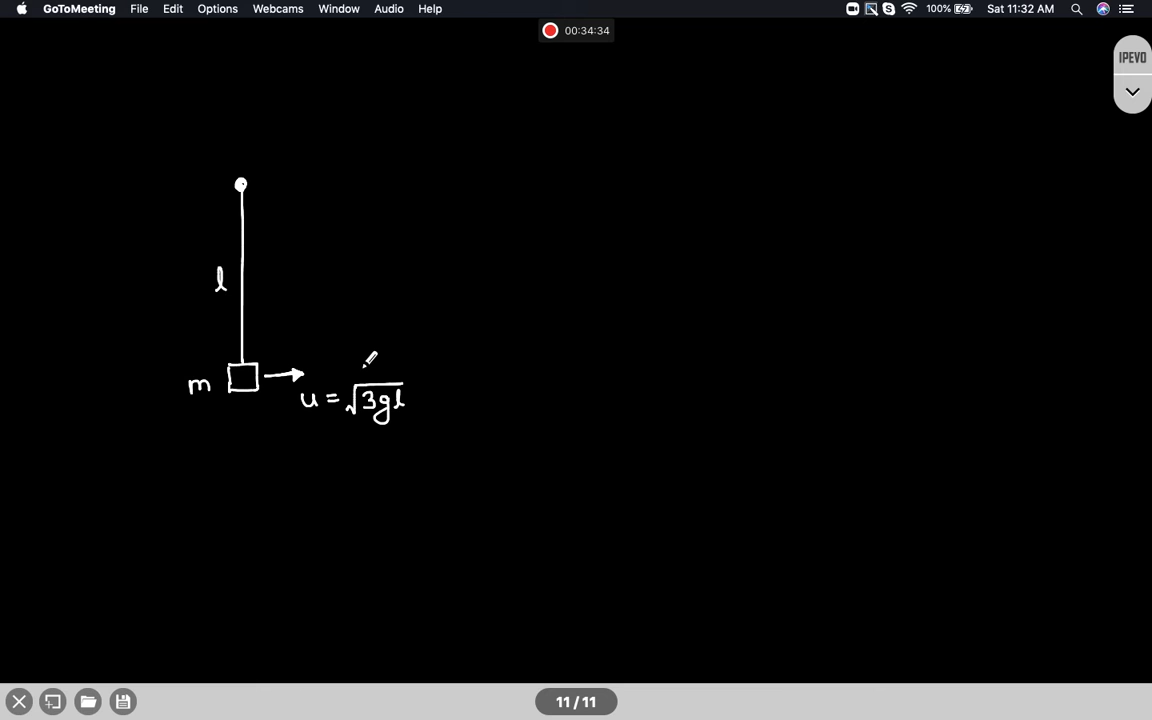 GoToMeeting File Edit Options Webcams Window Audio Help 100% Sat 11:32 AM
00:34:34
IPEVO
l
m
u = √3gl
11/11